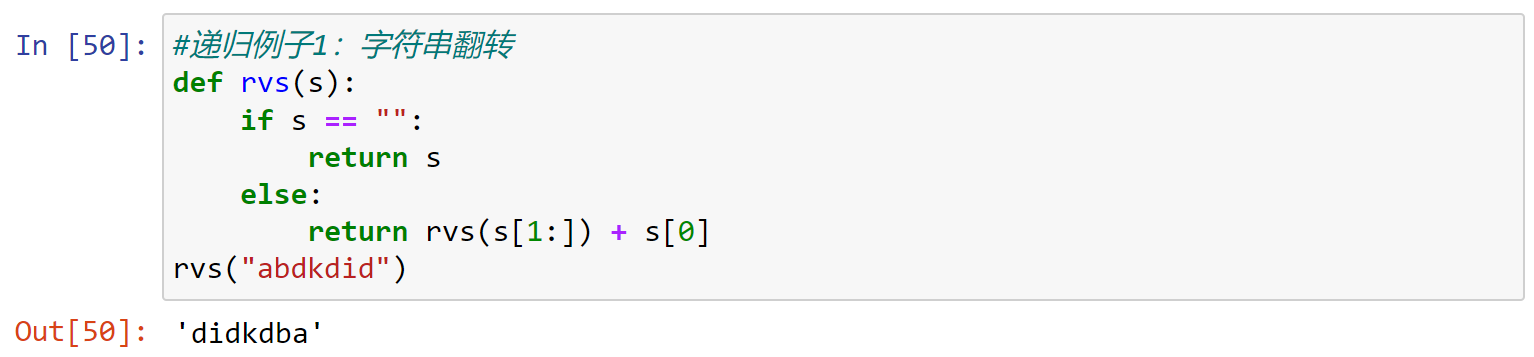 In [50]: #递归例子1：字符串翻转
def rvs(s):
    if s == "":
        return s
    else:
        return rvs(s[1:]) + s[0]
rvs("abdkdid")
Out[50]: 'didkdba'